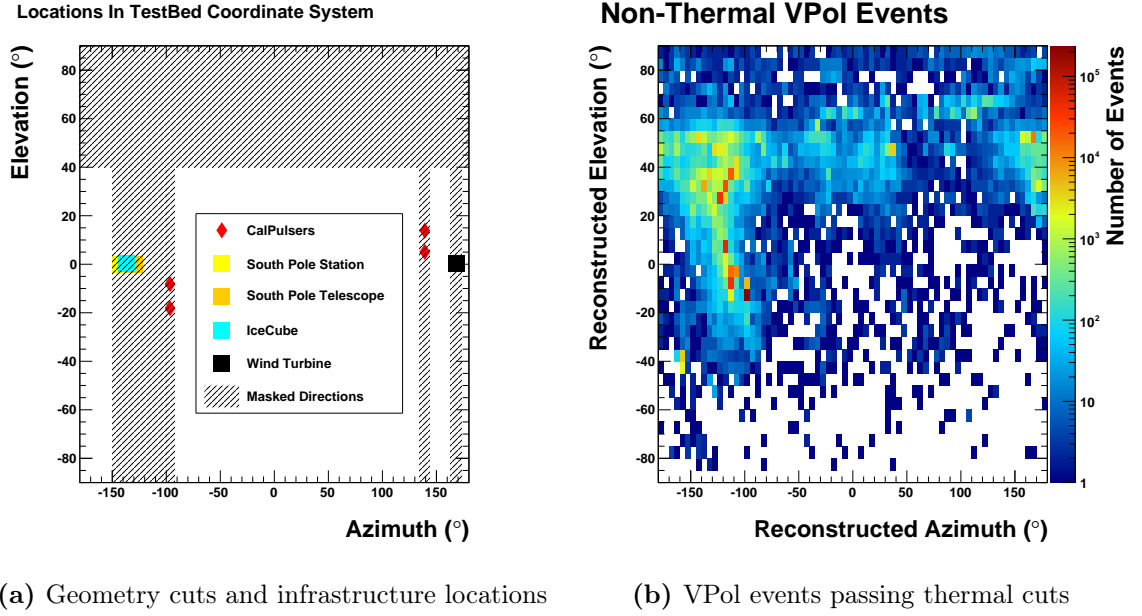 Locations In TestBed Coordinate System
Elevation (°)
80
60
40
20
0
-20
-40
-60
-80
CalPulsers
South Pole Station
South Pole Telescope
IceCube
Wind Turbine
Masked Directions
-150 -100 -50 0 50 100 150
Azimuth (°)
(a) Geometry cuts and infrastructure locations
Non-Thermal VPol Events
Reconstructed Elevation (°)
80
60
40
20
0
-20
-40
-60
-80
-150 -100 -50 0 50 100 150
Reconstructed Azimuth (°)
10⁵
10⁴
10³
10²
10
1
Number of Events
(b) VPol events passing thermal cuts